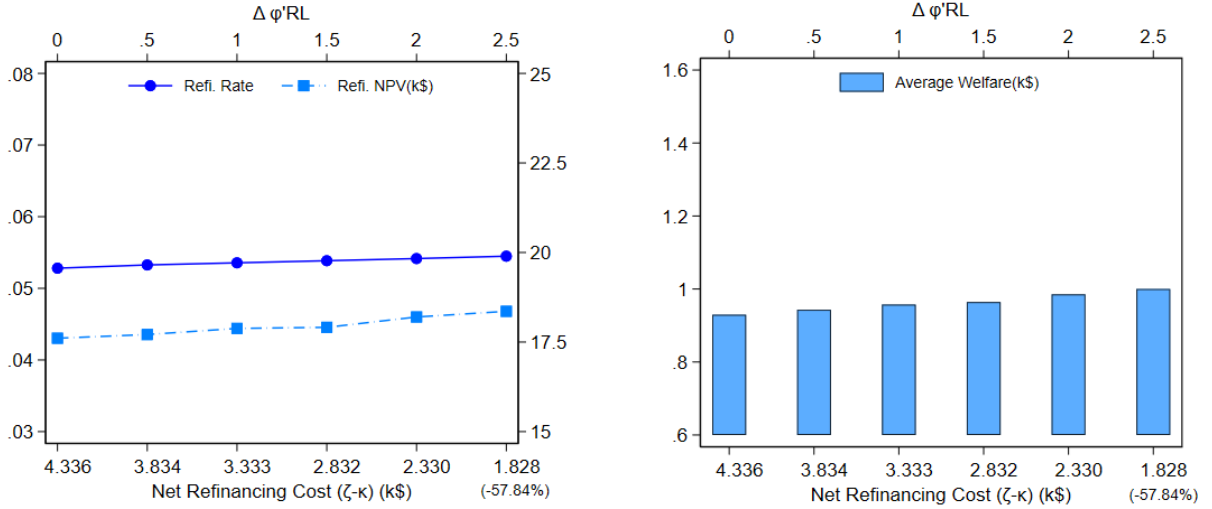 Δ φ'RL
0 .5 1 1.5 2 2.5
.08 25
Refi. Rate Refi. NPV(k$)
.07
22.5
.06
20
.05
.04 17.5
.03 15
4.336 3.834 3.333 2.832 2.330 1.828
Net Refinancing Cost (ζ-κ) (k$) (-57.84%)
Δ φ'RL
0 .5 1 1.5 2 2.5
1.6
Average Welfare(k$)
1.4
1.2
1
.8
.6
4.336 3.834 3.333 2.832 2.330 1.828
Net Refinancing Cost (ζ-κ) (k$) (-57.84%)